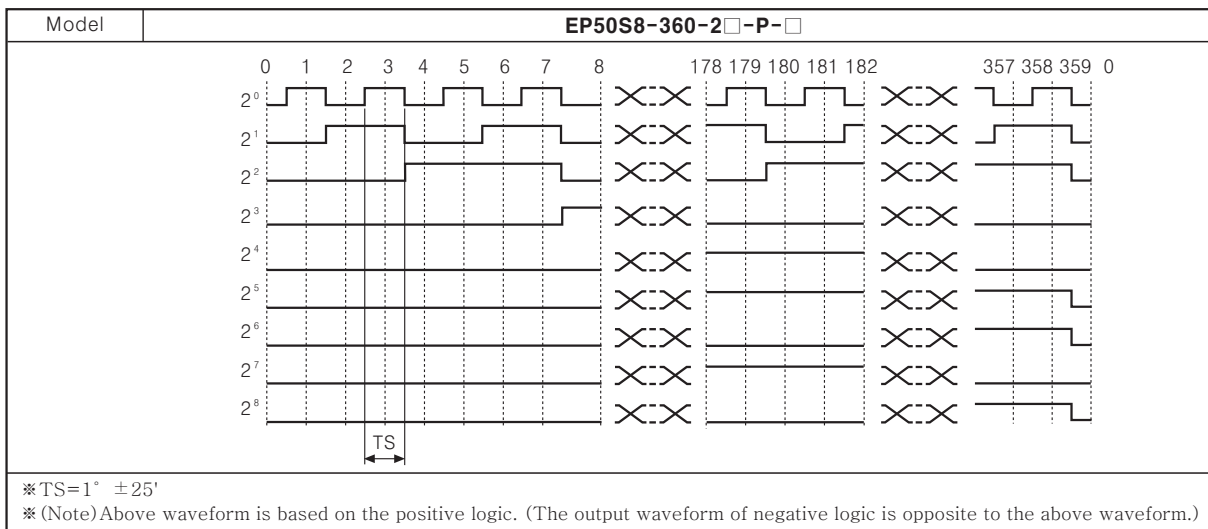 Model EP50S8-360-2□-P-□
0 1 2 3 4 5 6 7 8 178 179 180 181 182 357 358 359 0
2⁰
2¹
2²
2³
2⁴
2⁵
2⁶
2⁷
2⁸
TS
※TS=1° ±25'
※(Note)Above waveform is based on the positive logic. (The output waveform of negative logic is opposite to the above waveform.)